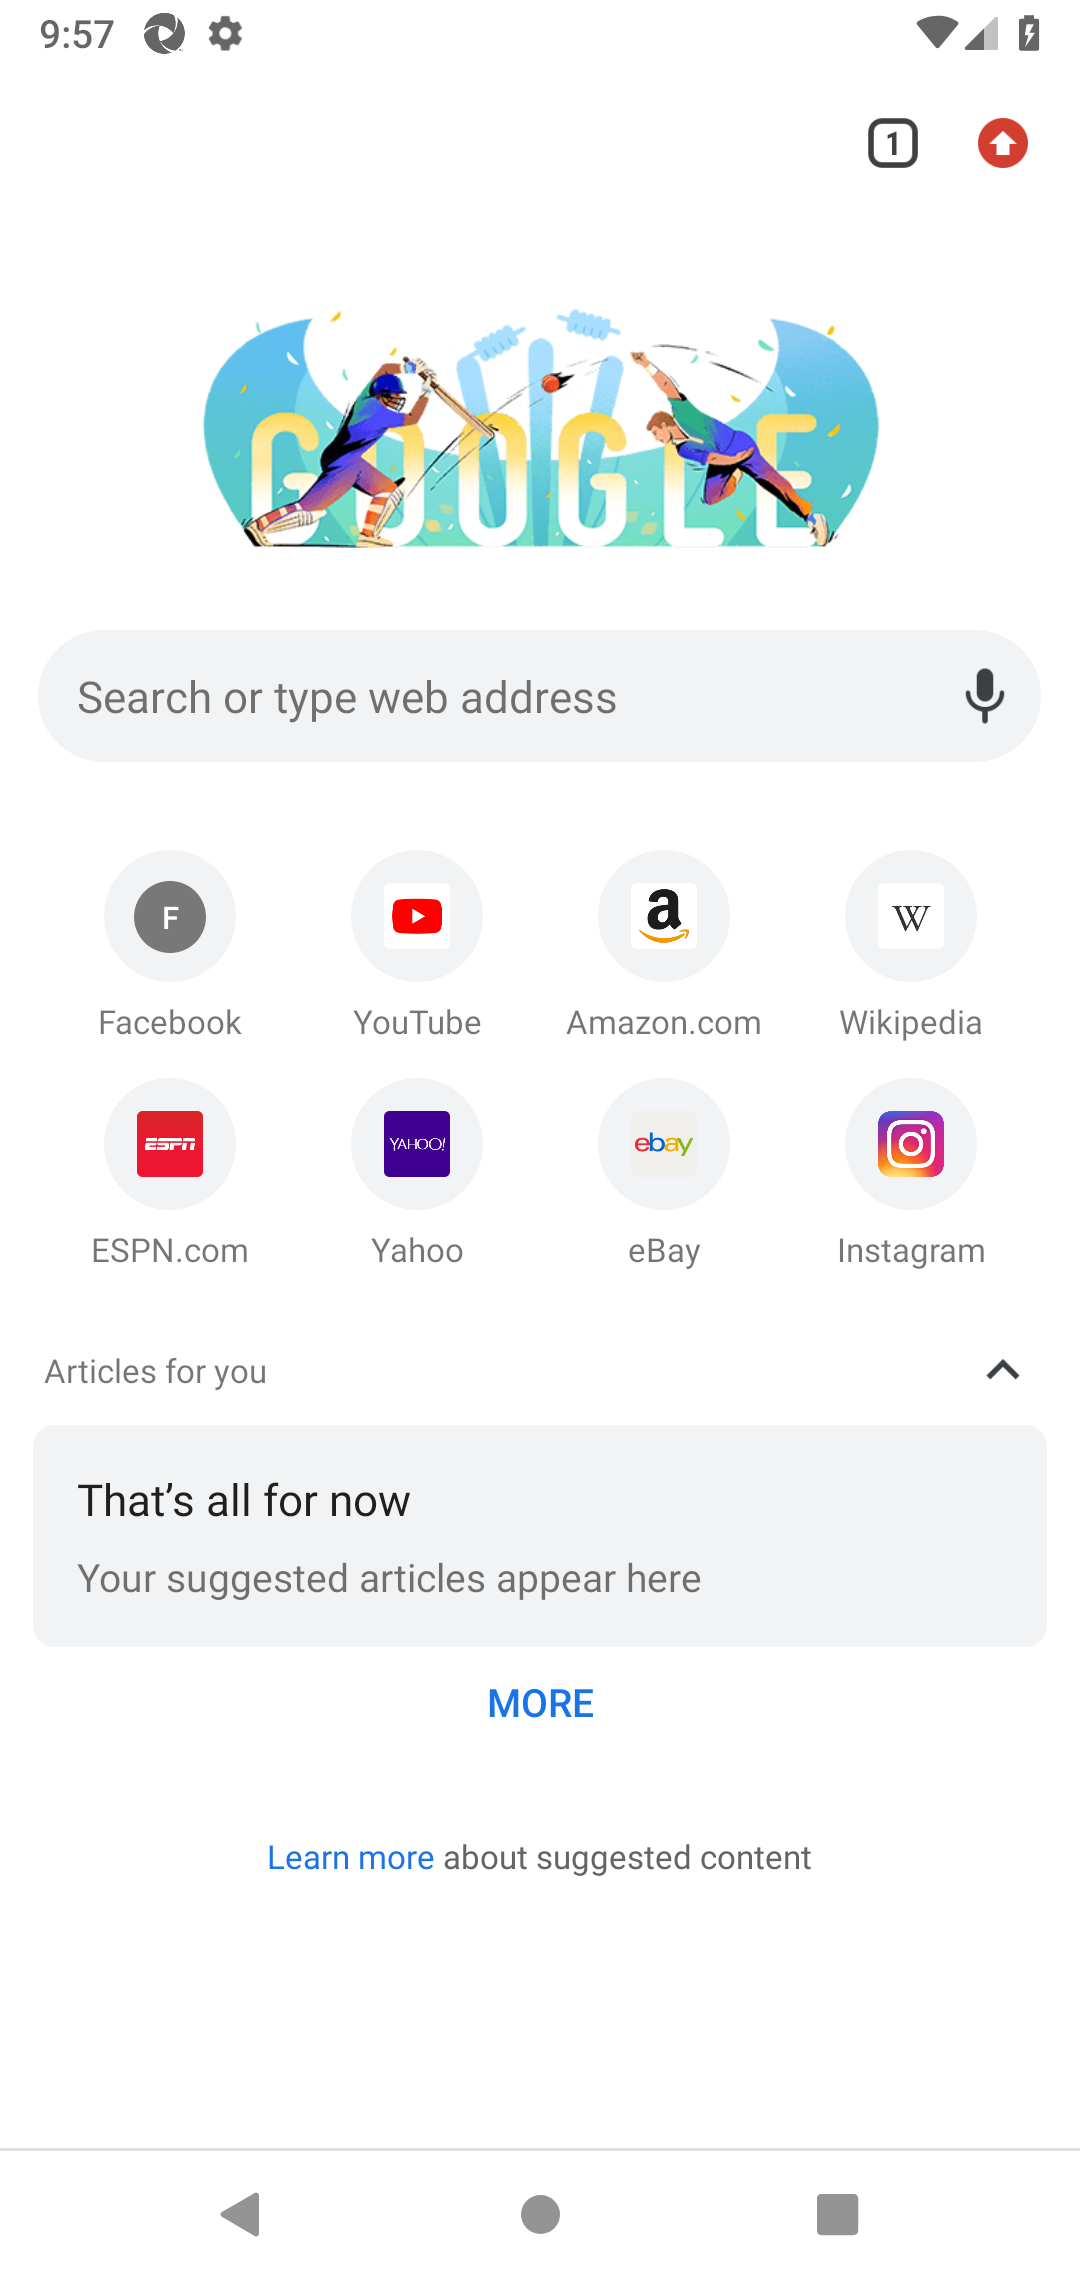 9:57
1
GOOGLE
Search or type web address
F
a
W
Facebook
YouTube
Amazon.com
Wikipedia
ESPN
YAHOO!
ebay
ESPN.com
Yahoo
eBay
Instagram
Articles for you
That’s all for now
Your suggested articles appear here
MORE
Learn more about suggested content